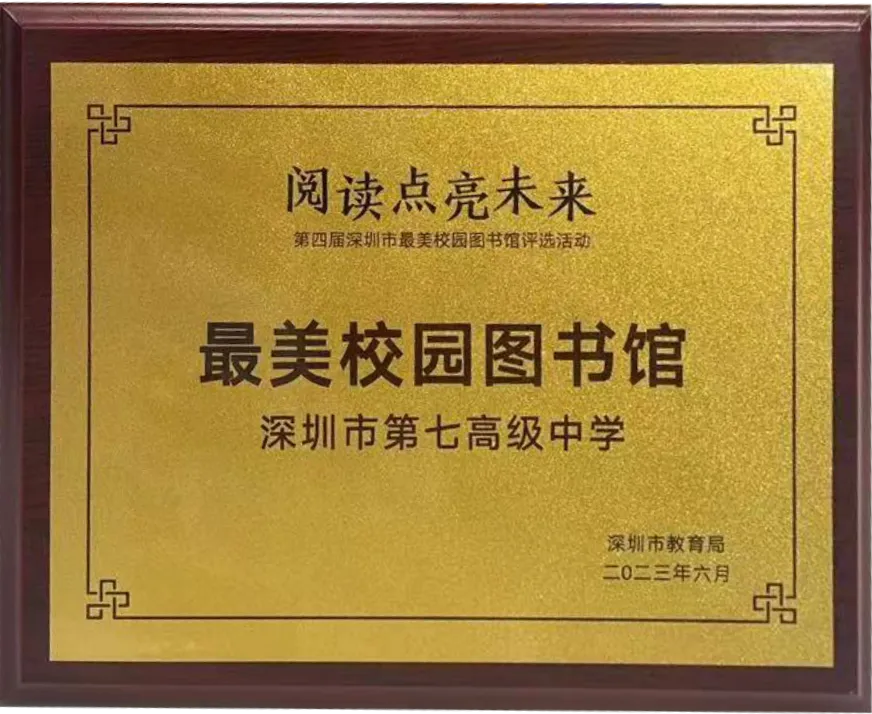 阅读点亮未来
第四届深圳市最美校园图书馆评选活动
最美校园图书馆
深圳市第七高级中学
深圳市教育局
二0二三年六月